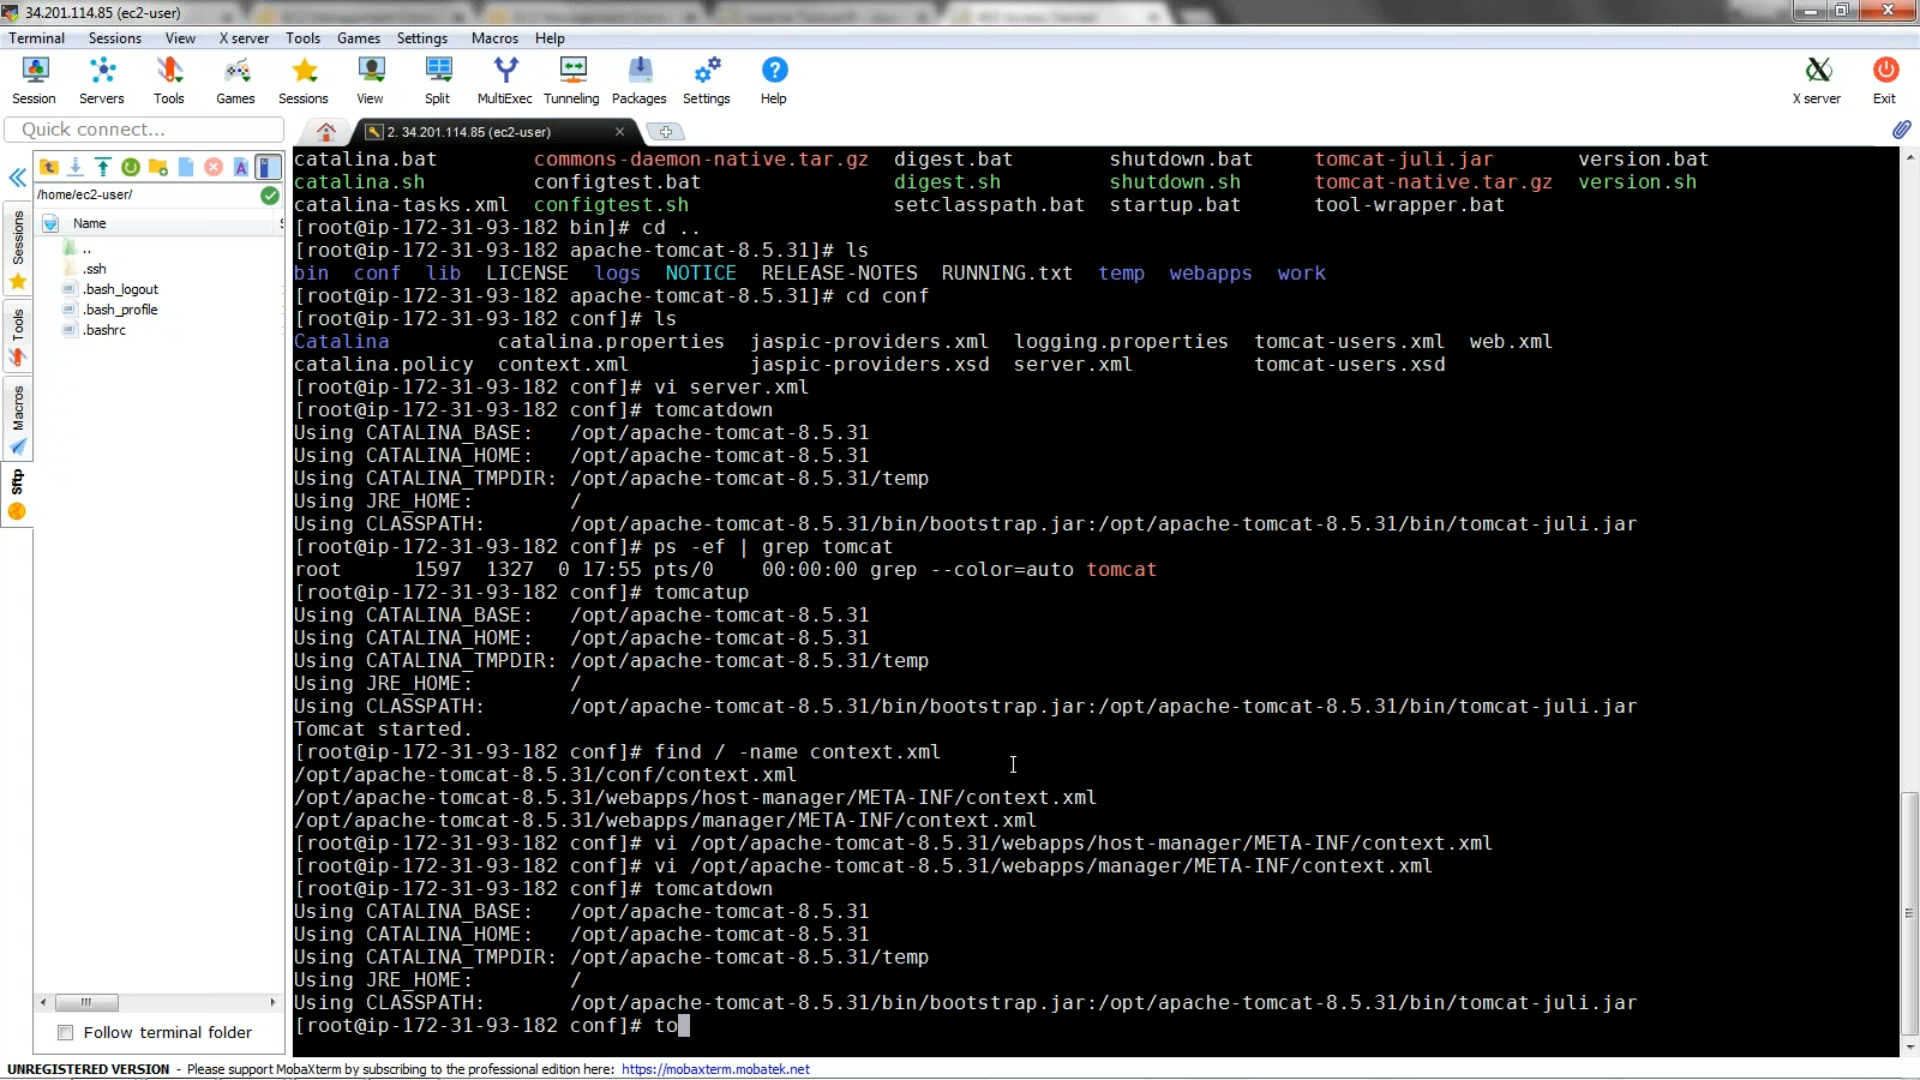 34.201.114.85 (ec2-user)
Terminal Sessions View X server Tools Games Settings Macros Help
Session Servers Tools Games Sessions View Split MultiExec Tunneling Packages Settings Help X server Exit
Quick connect...
2. 34.201.114.85 (ec2-user)
/home/ec2-user/
Name
..
.ssh
.bash_logout
.bash_profile
.bashrc
Sessions
Tools
Macros
Sftp
catalina.bat commons-daemon-native.tar.gz digest.bat shutdown.bat tomcat-juli.jar version.bat
catalina.sh configtest.bat digest.sh shutdown.sh tomcat-native.tar.gz version.sh
catalina-tasks.xml configtest.sh setclasspath.bat startup.bat tool-wrapper.bat
[root@ip-172-31-93-182 bin]# cd ..
[root@ip-172-31-93-182 apache-tomcat-8.5.31]# ls
bin conf lib LICENSE logs NOTICE RELEASE-NOTES RUNNING.txt temp webapps work
[root@ip-172-31-93-182 apache-tomcat-8.5.31]# cd conf
[root@ip-172-31-93-182 conf]# ls
Catalina catalina.properties jaspic-providers.xml logging.properties tomcat-users.xml web.xml
catalina.policy context.xml jaspic-providers.xsd server.xml tomcat-users.xsd
[root@ip-172-31-93-182 conf]# vi server.xml
[root@ip-172-31-93-182 conf]# tomcatdown
Using CATALINA_BASE: /opt/apache-tomcat-8.5.31
Using CATALINA_HOME: /opt/apache-tomcat-8.5.31
Using CATALINA_TMPDIR: /opt/apache-tomcat-8.5.31/temp
Using JRE_HOME: /
Using CLASSPATH: /opt/apache-tomcat-8.5.31/bin/bootstrap.jar:/opt/apache-tomcat-8.5.31/bin/tomcat-juli.jar
[root@ip-172-31-93-182 conf]# ps -ef | grep tomcat
root 1597 1327 0 17:55 pts/0 00:00:00 grep --color=auto tomcat
[root@ip-172-31-93-182 conf]# tomcatup
Using CATALINA_BASE: /opt/apache-tomcat-8.5.31
Using CATALINA_HOME: /opt/apache-tomcat-8.5.31
Using CATALINA_TMPDIR: /opt/apache-tomcat-8.5.31/temp
Using JRE_HOME: /
Using CLASSPATH: /opt/apache-tomcat-8.5.31/bin/bootstrap.jar:/opt/apache-tomcat-8.5.31/bin/tomcat-juli.jar
Tomcat started.
[root@ip-172-31-93-182 conf]# find / -name context.xml
/opt/apache-tomcat-8.5.31/conf/context.xml
/opt/apache-tomcat-8.5.31/webapps/host-manager/META-INF/context.xml
/opt/apache-tomcat-8.5.31/webapps/manager/META-INF/context.xml
[root@ip-172-31-93-182 conf]# vi /opt/apache-tomcat-8.5.31/webapps/host-manager/META-INF/context.xml
[root@ip-172-31-93-182 conf]# vi /opt/apache-tomcat-8.5.31/webapps/manager/META-INF/context.xml
[root@ip-172-31-93-182 conf]# tomcatdown
Using CATALINA_BASE: /opt/apache-tomcat-8.5.31
Using CATALINA_HOME: /opt/apache-tomcat-8.5.31
Using CATALINA_TMPDIR: /opt/apache-tomcat-8.5.31/temp
Using JRE_HOME: /
Using CLASSPATH: /opt/apache-tomcat-8.5.31/bin/bootstrap.jar:/opt/apache-tomcat-8.5.31/bin/tomcat-juli.jar
[root@ip-172-31-93-182 conf]# to
Follow terminal folder
UNREGISTERED VERSION - Please support MobaXterm by subscribing to the professional edition here: https://mobaxterm.mobatek.net